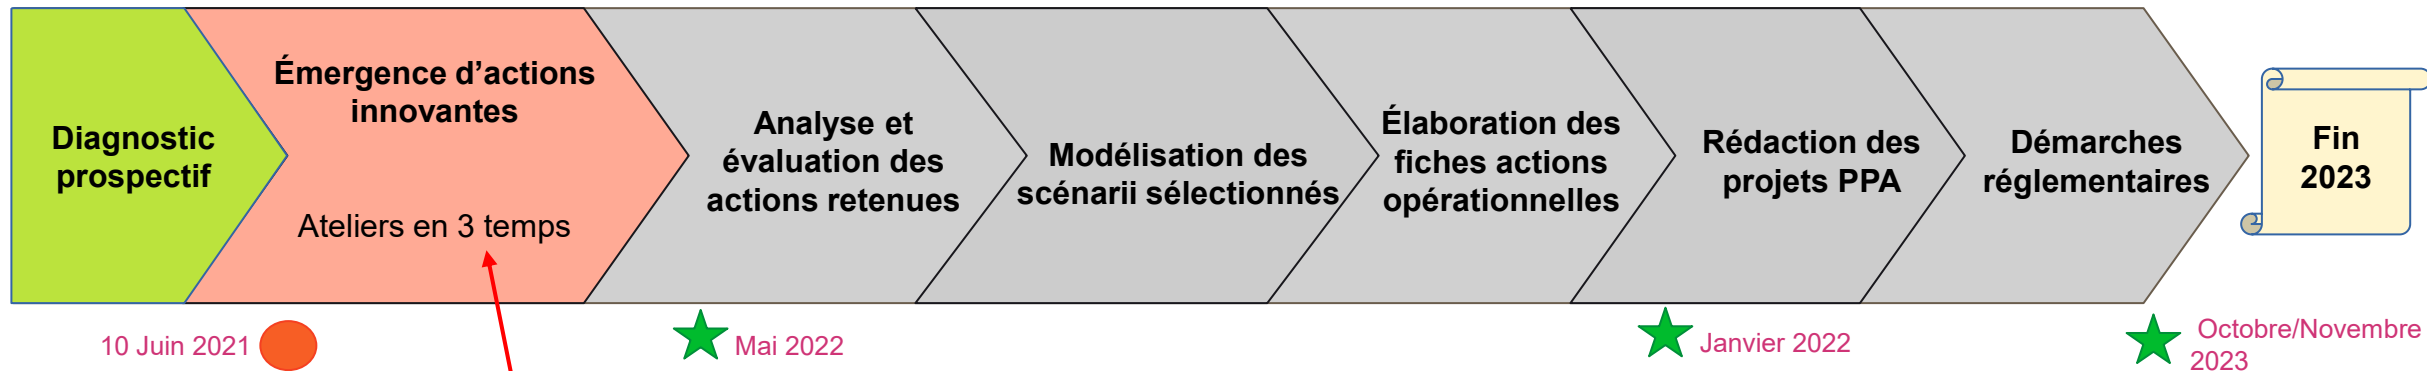 Diagnostic
prospectif
Émergence d’actions
innovantes
Ateliers en 3 temps
Analyse et
évaluation des
actions retenues
Modélisation des
scénarii sélectionnés
Élaboration des
fiches actions
opérationnelles
Rédaction des
projets PPA
Démarches
réglementaires
Fin
2023
10 Juin 2021
Mai 2022
Janvier 2022
Octobre/Novembre
2023